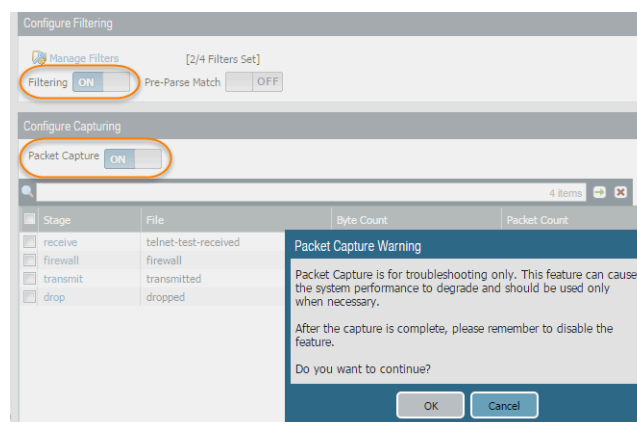 Configure Filtering
Manage Filters [2/4 Filters Set]
Filtering ON Pre-Parse Match OFF
Configure Capturing
Packet Capture ON
4 items
Stage File Byte Count Packet Count
receive telnet-test-received
firewall firewall
transmit transmitted
drop dropped
Packet Capture Warning
Packet Capture is for troubleshooting only. This feature can cause
the system performance to degrade and should be used only
when necessary.
After the capture is complete, please remember to disable the
feature.
Do you want to continue?
OK Cancel